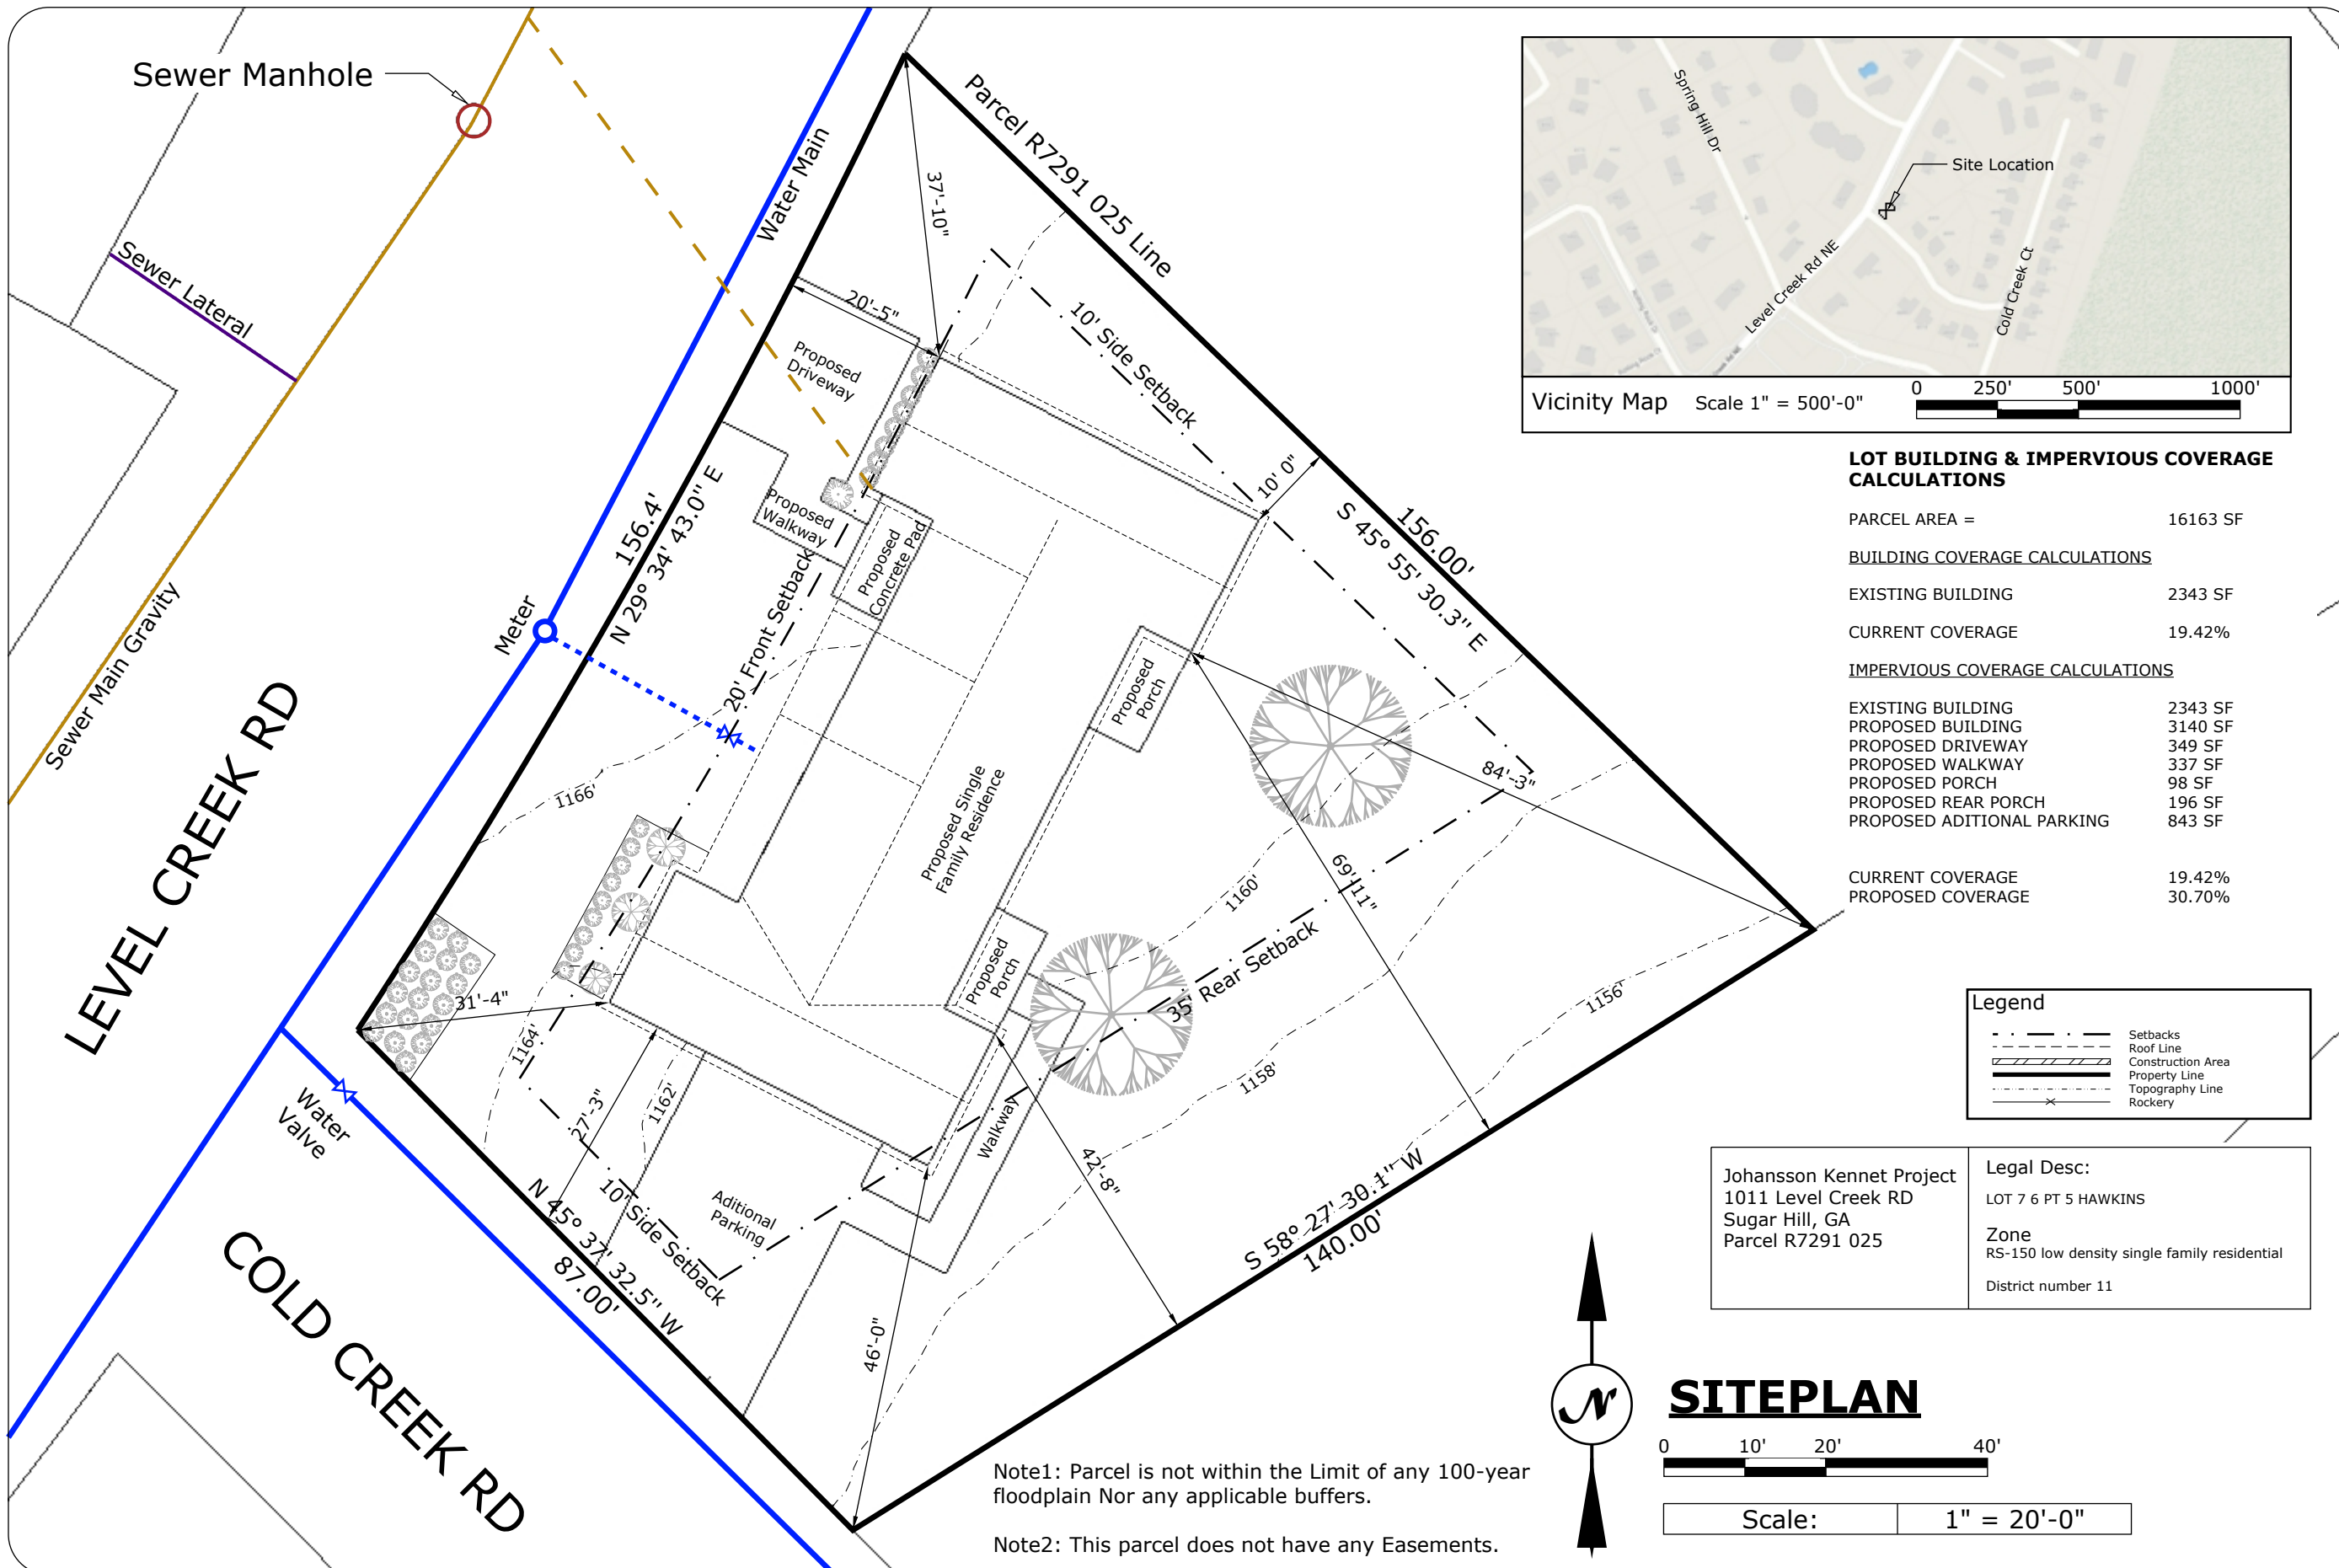 Sewer Manhole
Water Main
Parcel R7291 025 Line
37'-10"
Sewer Lateral
20'-5"
Proposed
Driveway
10' Side Setback
10' 0"
156.00'
S 45° 55' 30.3" E
156.4'
N 29° 34' 43.0" E
Proposed
Walkway
Proposed
Concrete Pad
Meter
20' Front Setback
Sewer Main Gravity
LEVEL CREEK RD
1166'
Proposed
Porch
Proposed Single
Family Residence
84'-3"
69'-11"
1160'
35' Rear Setback
Proposed
Porch
1156'
31'-4"
1164'
27'-3"
1162'
1158'
Walkway
42'-8"
Water
Valve
N 45° 37' 32.5" W
87.00'
10' Side Setback
Aditional
Parking
S 58° 27' 30.1" W
140.00'
46'-0"
COLD CREEK RD
Note1: Parcel is not within the Limit of any 100-year
floodplain Nor any applicable buffers.
Note2: This parcel does not have any Easements.
Spring Hill Dr
Site Location
Level Creek Rd NE
Cold Creek Ct
Vicinity Map Scale 1" = 500'-0"
0 250' 500' 1000'
LOT BUILDING & IMPERVIOUS COVERAGE
CALCULATIONS
PARCEL AREA = 16163 SF
BUILDING COVERAGE CALCULATIONS
EXISTING BUILDING 2343 SF
CURRENT COVERAGE 19.42%
IMPERVIOUS COVERAGE CALCULATIONS
EXISTING BUILDING 2343 SF
PROPOSED BUILDING 3140 SF
PROPOSED DRIVEWAY 349 SF
PROPOSED WALKWAY 337 SF
PROPOSED PORCH 98 SF
PROPOSED REAR PORCH 196 SF
PROPOSED ADITIONAL PARKING 843 SF
CURRENT COVERAGE 19.42%
PROPOSED COVERAGE 30.70%
Legend
Setbacks
Roof Line
Construction Area
Property Line
Topography Line
Rockery
Johansson Kennet Project
1011 Level Creek RD
Sugar Hill, GA
Parcel R7291 025
Legal Desc:
LOT 7 6 PT 5 HAWKINS
Zone
RS-150 low density single family residential
District number 11
N
SITEPLAN
0 10' 20' 40'
Scale: 1" = 20'-0"